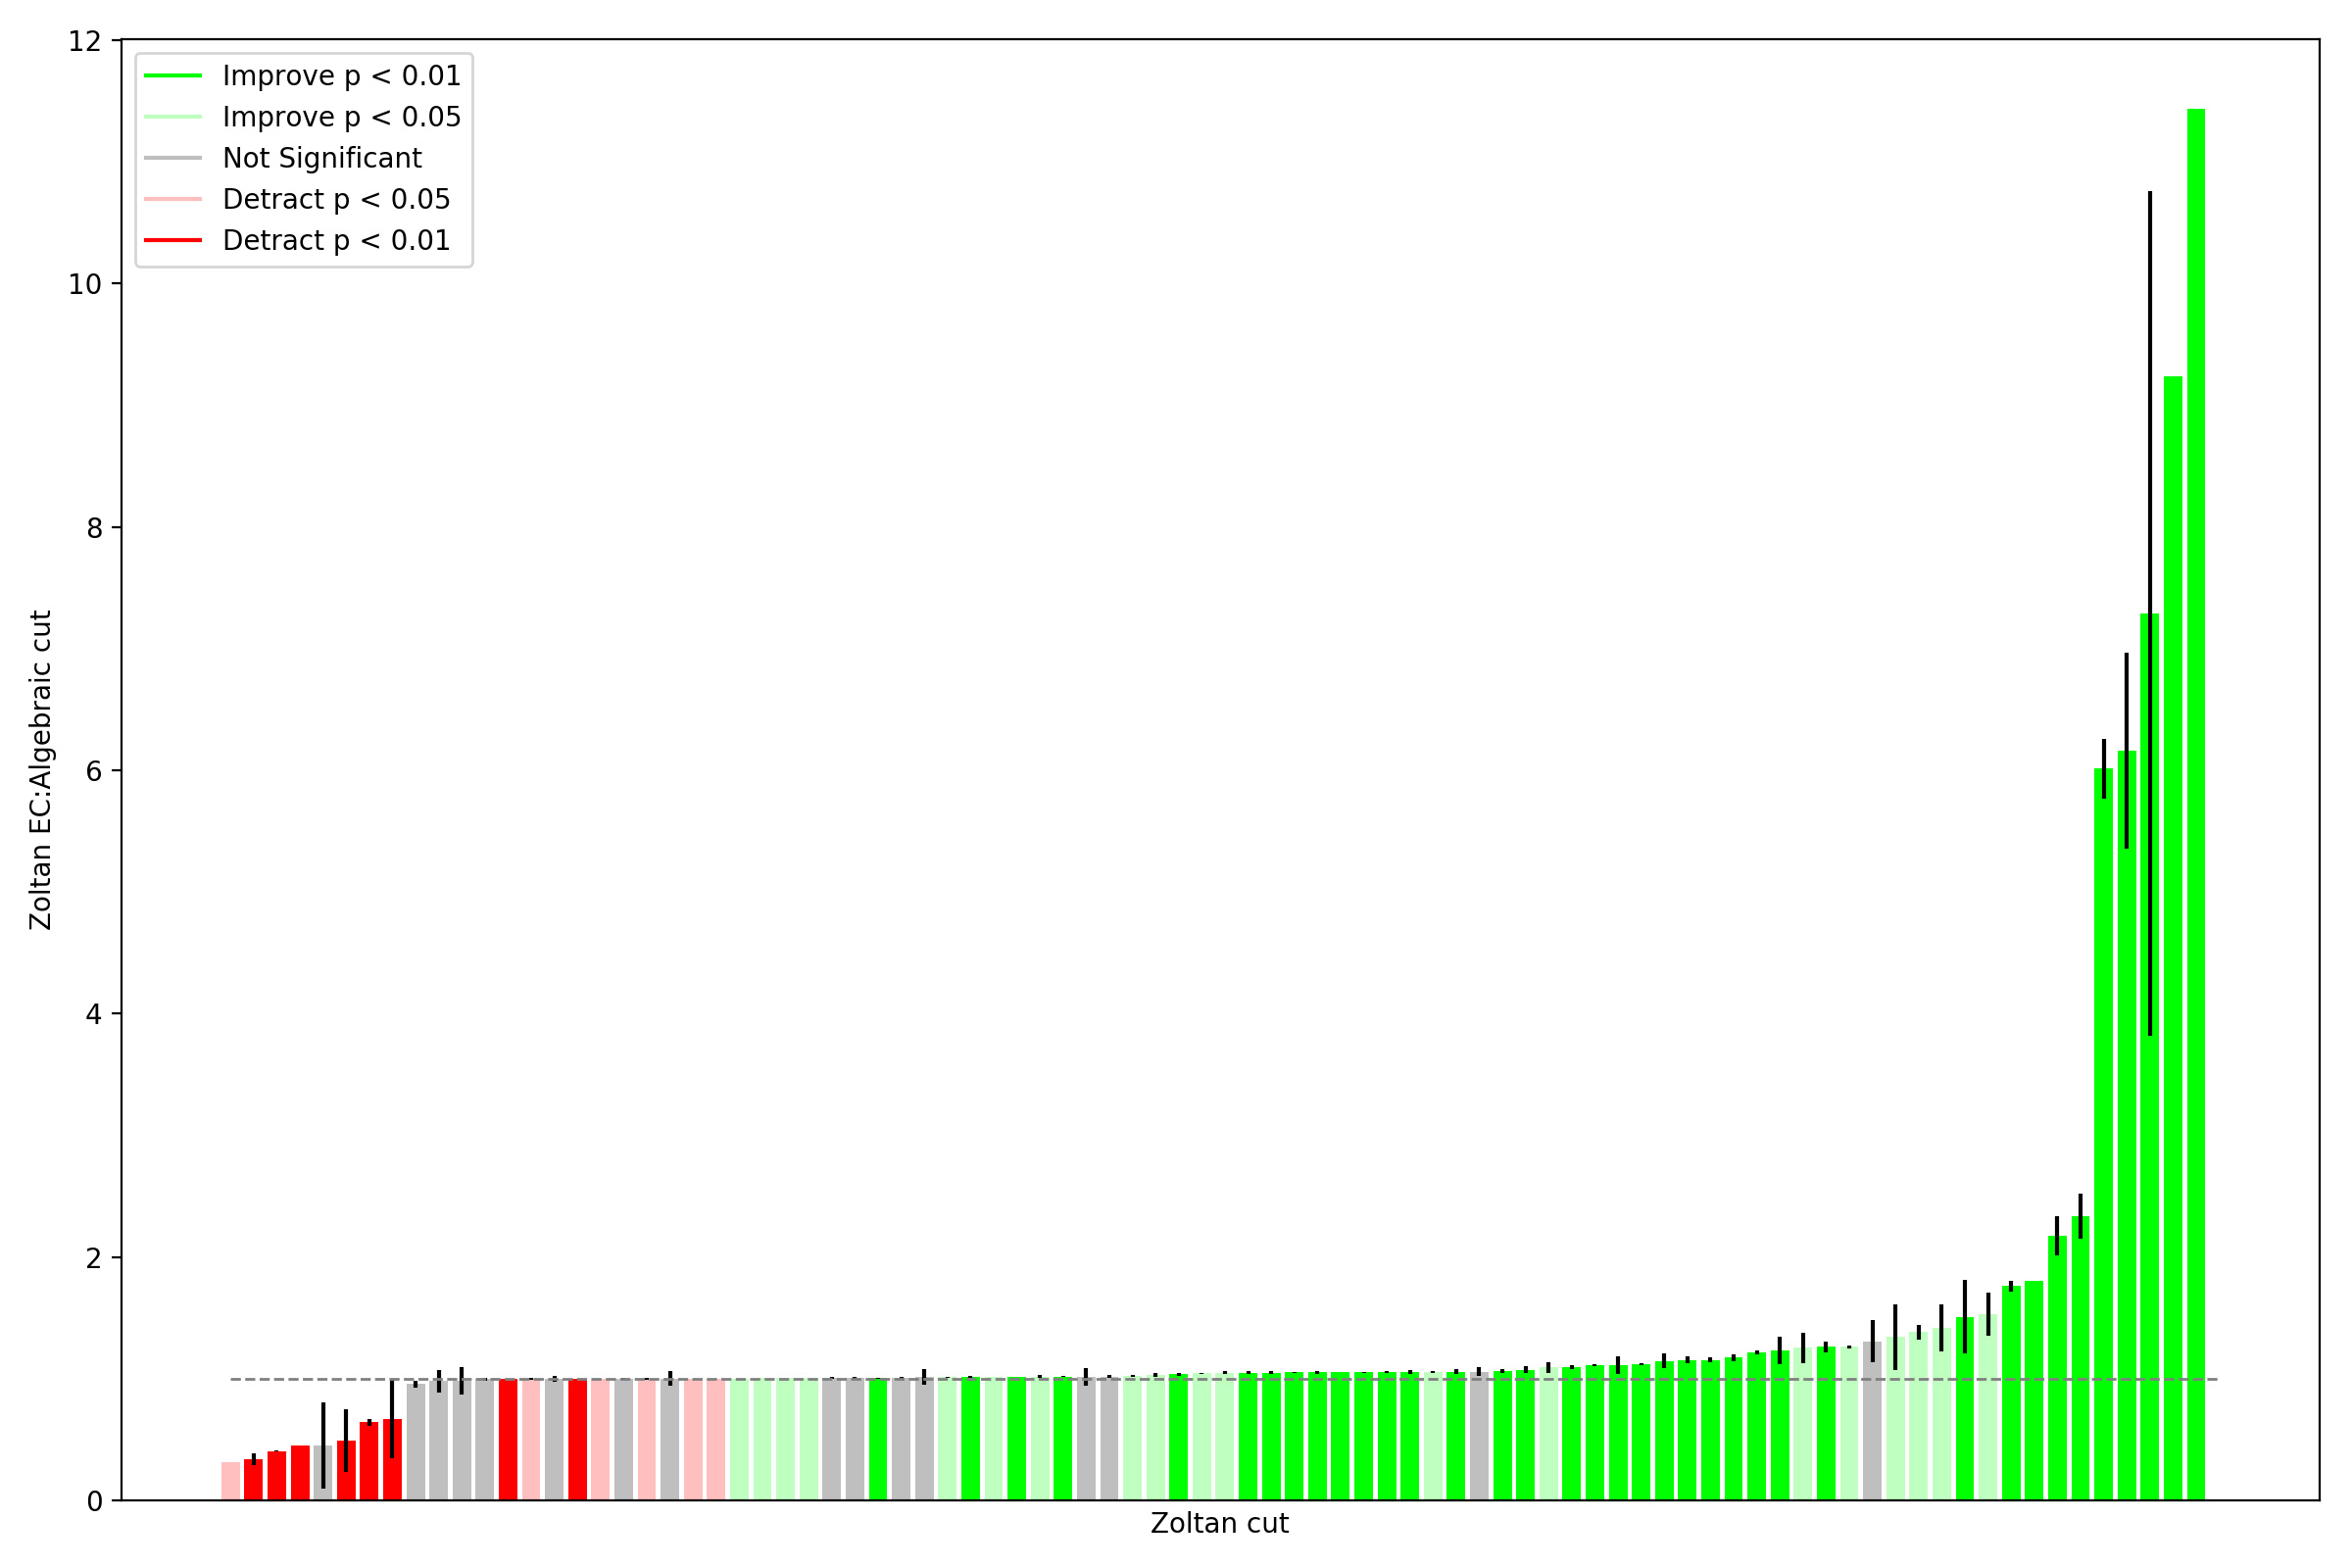 12
10
8
6
4
2
0
Zoltan EC:Algebraic cut
Improve p < 0.01
Improve p < 0.05
Not Significant
Detract p < 0.05
Detract p < 0.01
Zoltan cut